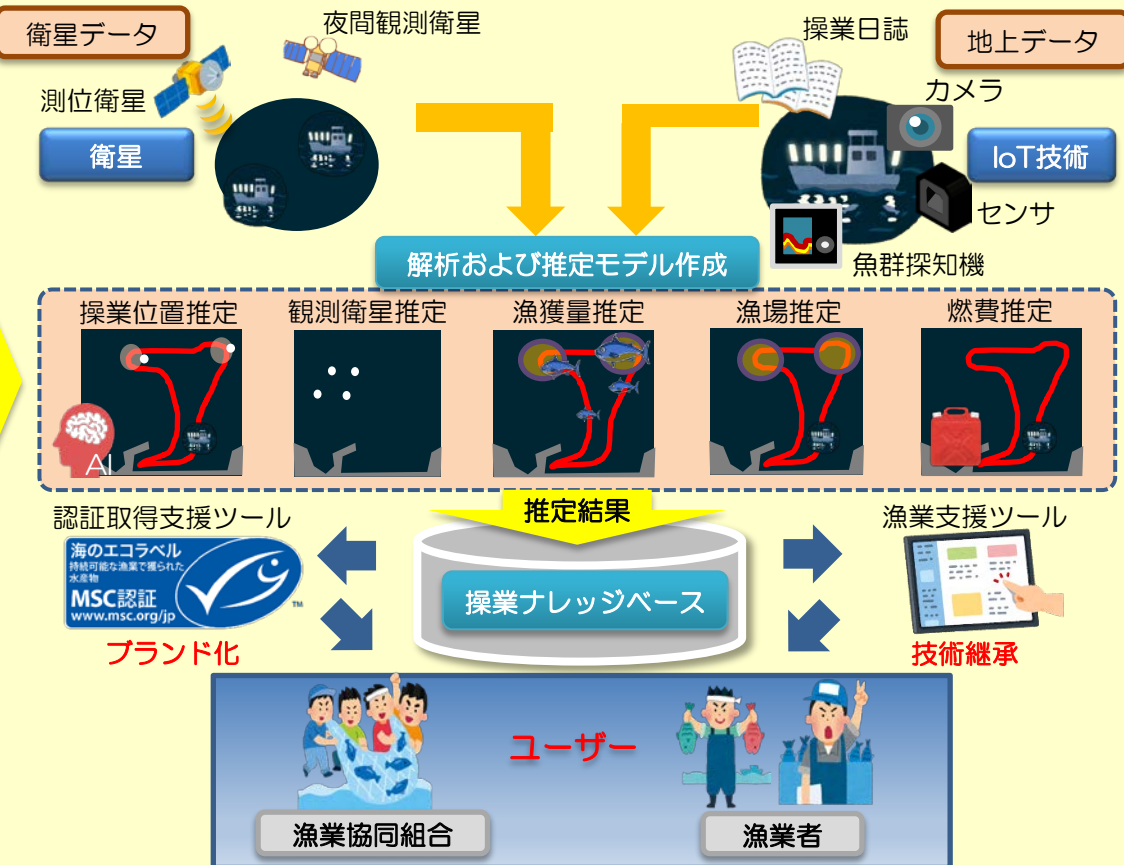 衛星データ
夜間観測衛星
操業日誌
地上データ
測位衛星
カメラ
衛星
IoT技術
センサ
魚群探知機
解析および推定モデル作成
操業位置推定
観測衛星推定
漁獲量推定
漁場推定
燃費推定
AI
推定結果
認証取得支援ツール
漁業支援ツール
海のエコラベル
持続可能な漁業で獲られた
水産物
MSC認証
www.msc.org/jp
TM
操業ナレッジベース
ブランド化
技術継承
ユーザー
漁業協同組合
漁業者